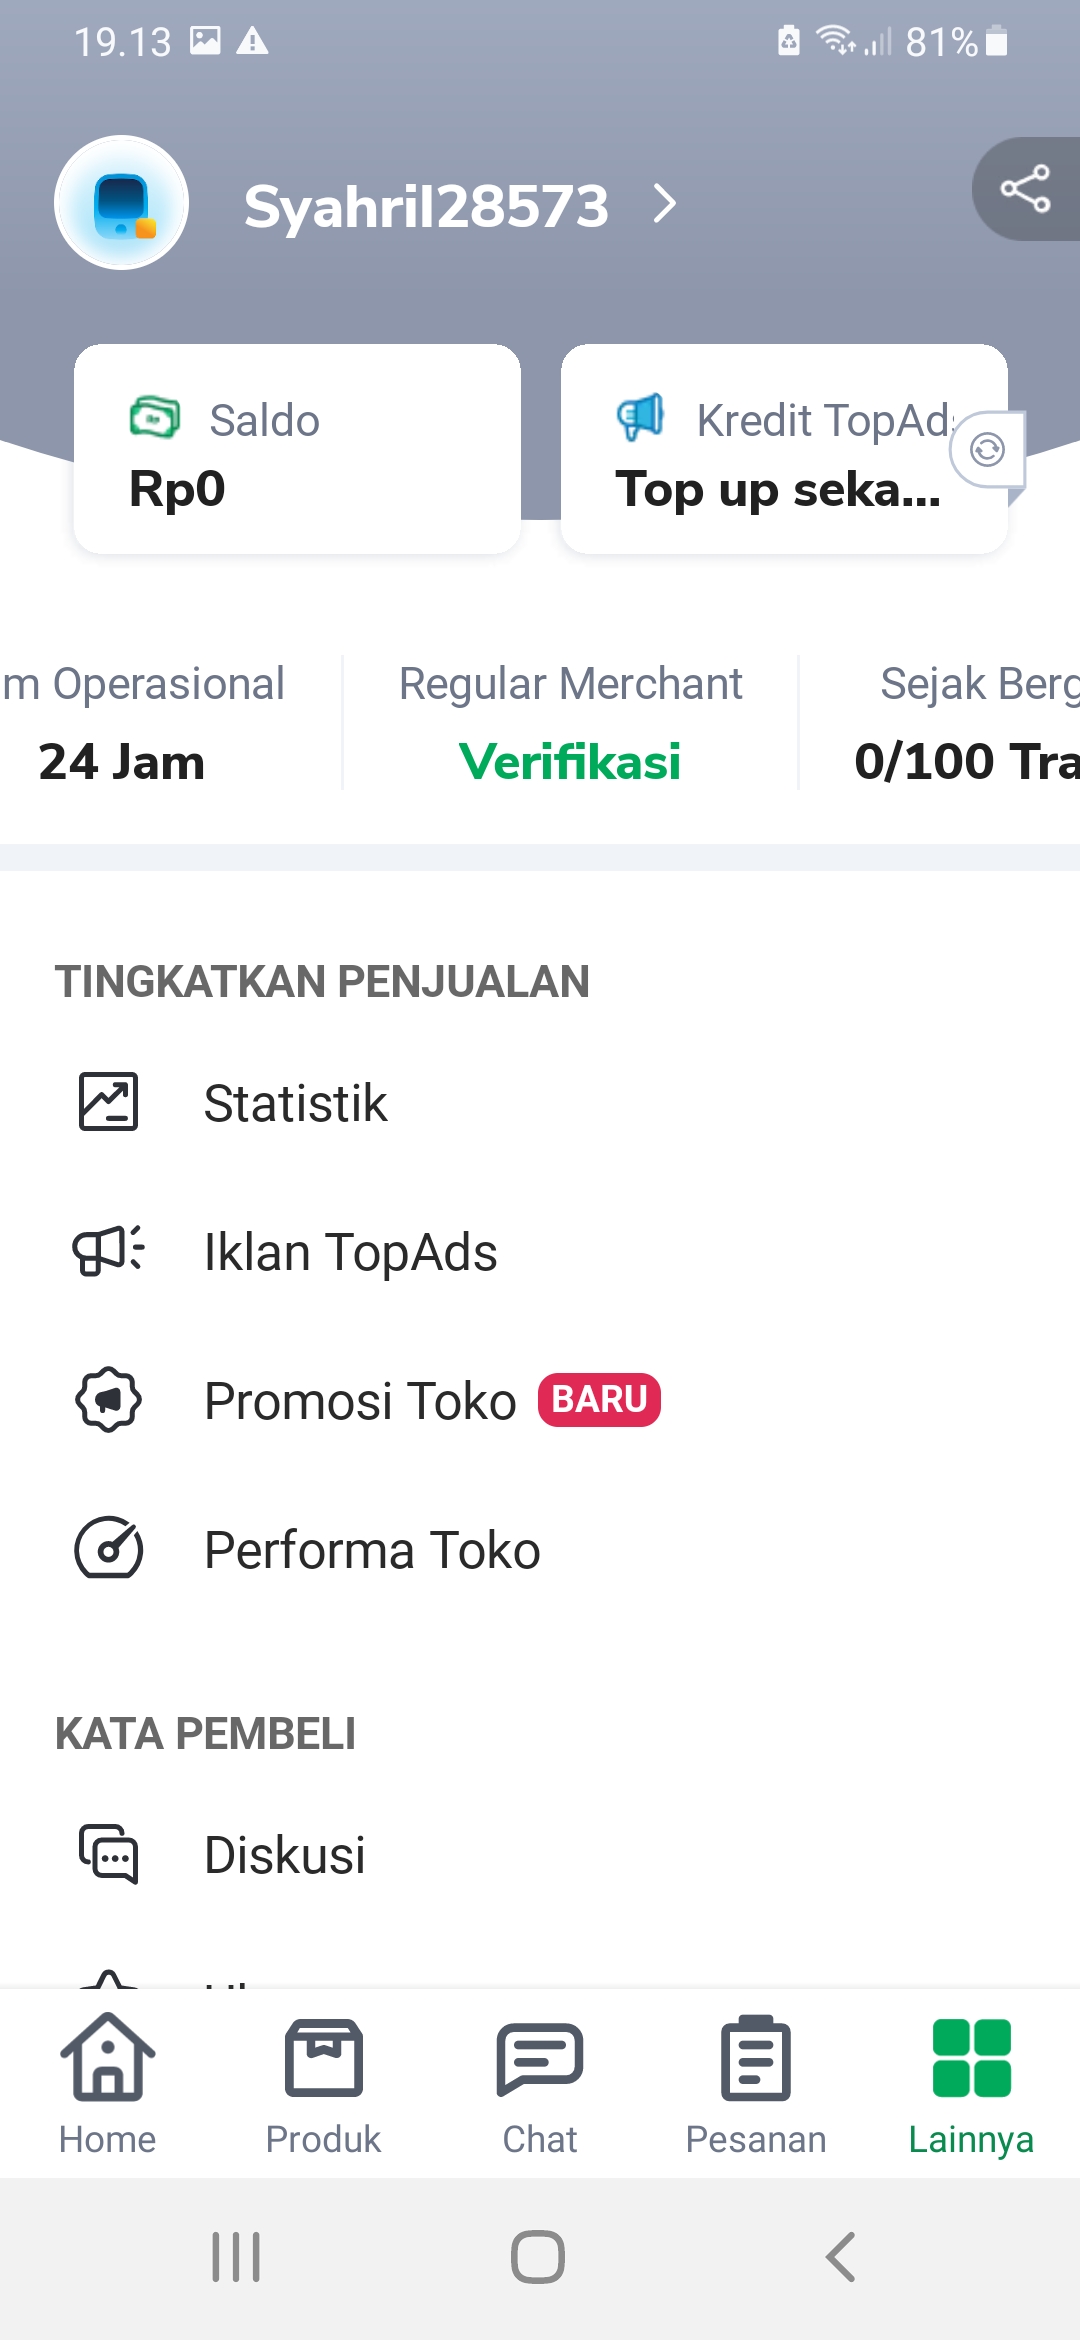 19.13
81%
Syahril28573
Saldo
Rp0
Kredit TopAds
Top up seka...
m Operasional
24 Jam
Regular Merchant
Verifikasi
Sejak Berg
0/100 Tra
TINGKATKAN PENJUALAN
Statistik
Iklan TopAds
Promosi Toko BARU
Performa Toko
KATA PEMBELI
Diskusi
Home
Produk
Chat
Pesanan
Lainnya